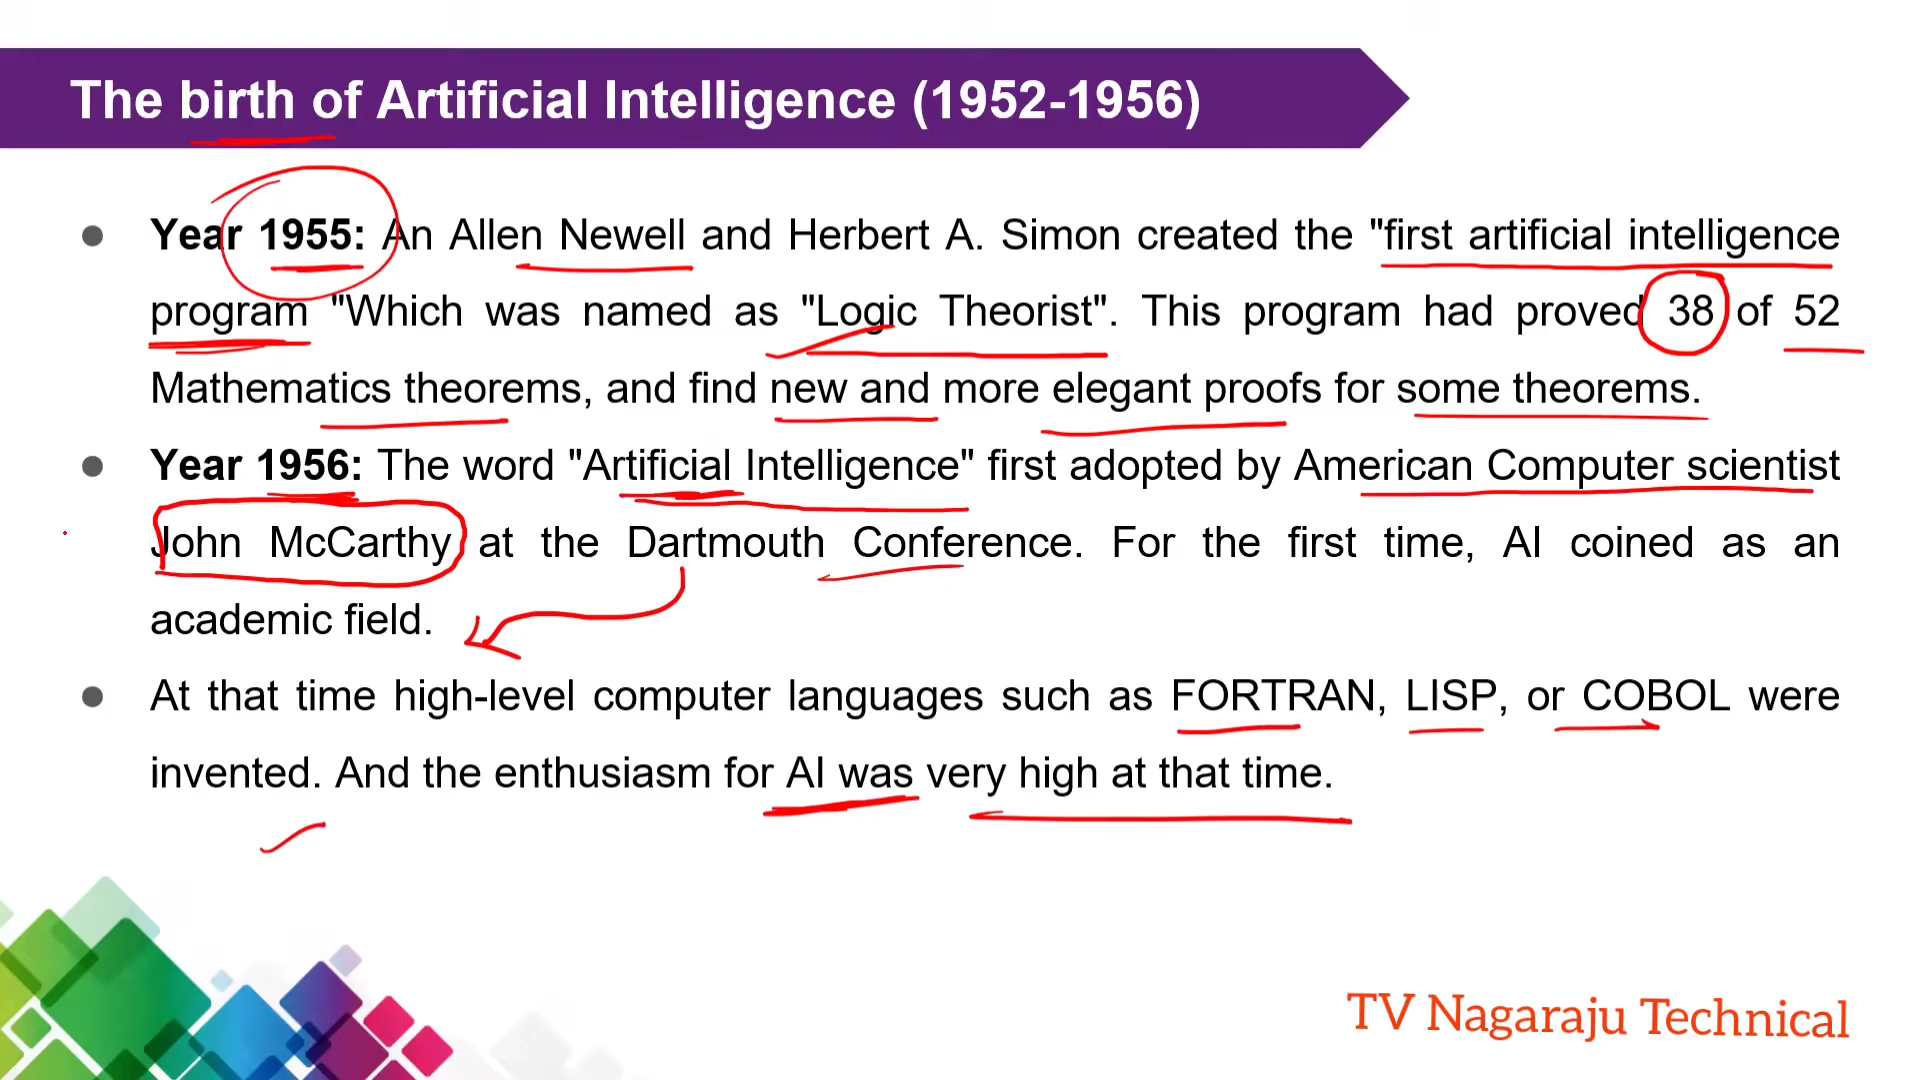 The birth of Artificial Intelligence (1952-1956)
● Year 1955: An Allen Newell and Herbert A. Simon created the "first artificial intelligence
program "Which was named as "Logic Theorist". This program had proved 38 of 52
Mathematics theorems, and find new and more elegant proofs for some theorems.
● Year 1956: The word "Artificial Intelligence" first adopted by American Computer scientist
John McCarthy at the Dartmouth Conference. For the first time, AI coined as an
academic field.
● At that time high-level computer languages such as FORTRAN, LISP, or COBOL were
invented. And the enthusiasm for AI was very high at that time.
TV Nagaraju Technical